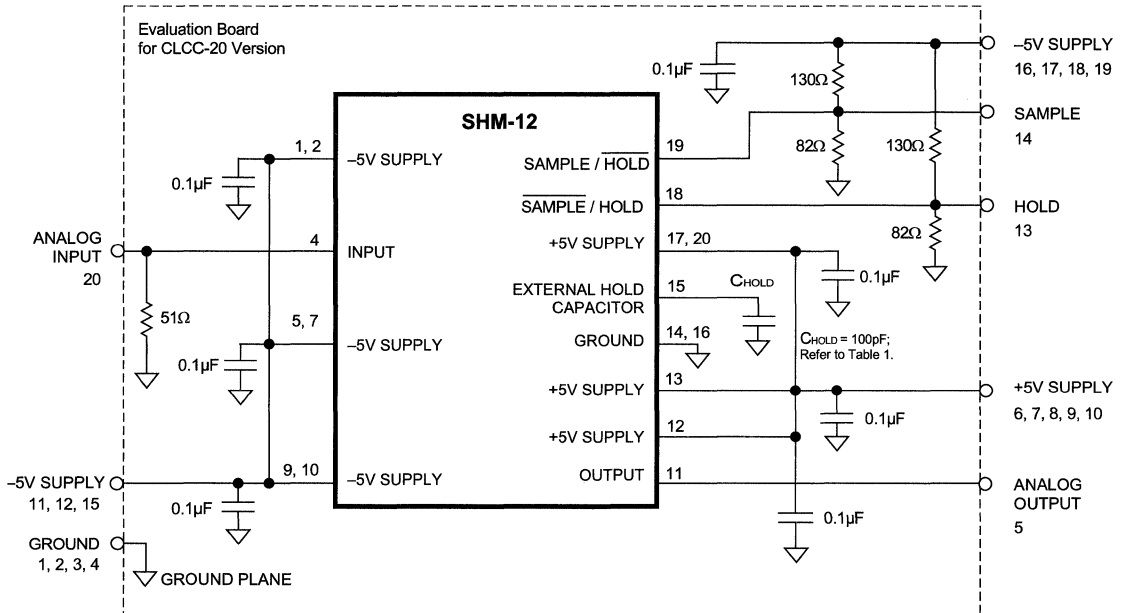 Evaluation Board
for CLCC-20 Version
–5V SUPPLY
16, 17, 18, 19
0.1µF
130Ω
SHM-12
SAMPLE
14
82Ω
130Ω
1, 2
–5V SUPPLY
19
SAMPLE / HOLD
0.1µF
18
SAMPLE / HOLD
HOLD
13
82Ω
ANALOG
INPUT
20
4
INPUT
+5V SUPPLY
17, 20
0.1µF
51Ω
EXTERNAL HOLD
CAPACITOR
15
CHOLD
5, 7
–5V SUPPLY
0.1µF
GROUND
14, 16
CHOLD = 100pF;
Refer to Table 1.
+5V SUPPLY
13
+5V SUPPLY
6, 7, 8, 9, 10
0.1µF
+5V SUPPLY
12
–5V SUPPLY
11, 12, 15
9, 10
–5V SUPPLY
0.1µF
OUTPUT
11
ANALOG
OUTPUT
5
0.1µF
GROUND
1, 2, 3, 4
GROUND PLANE